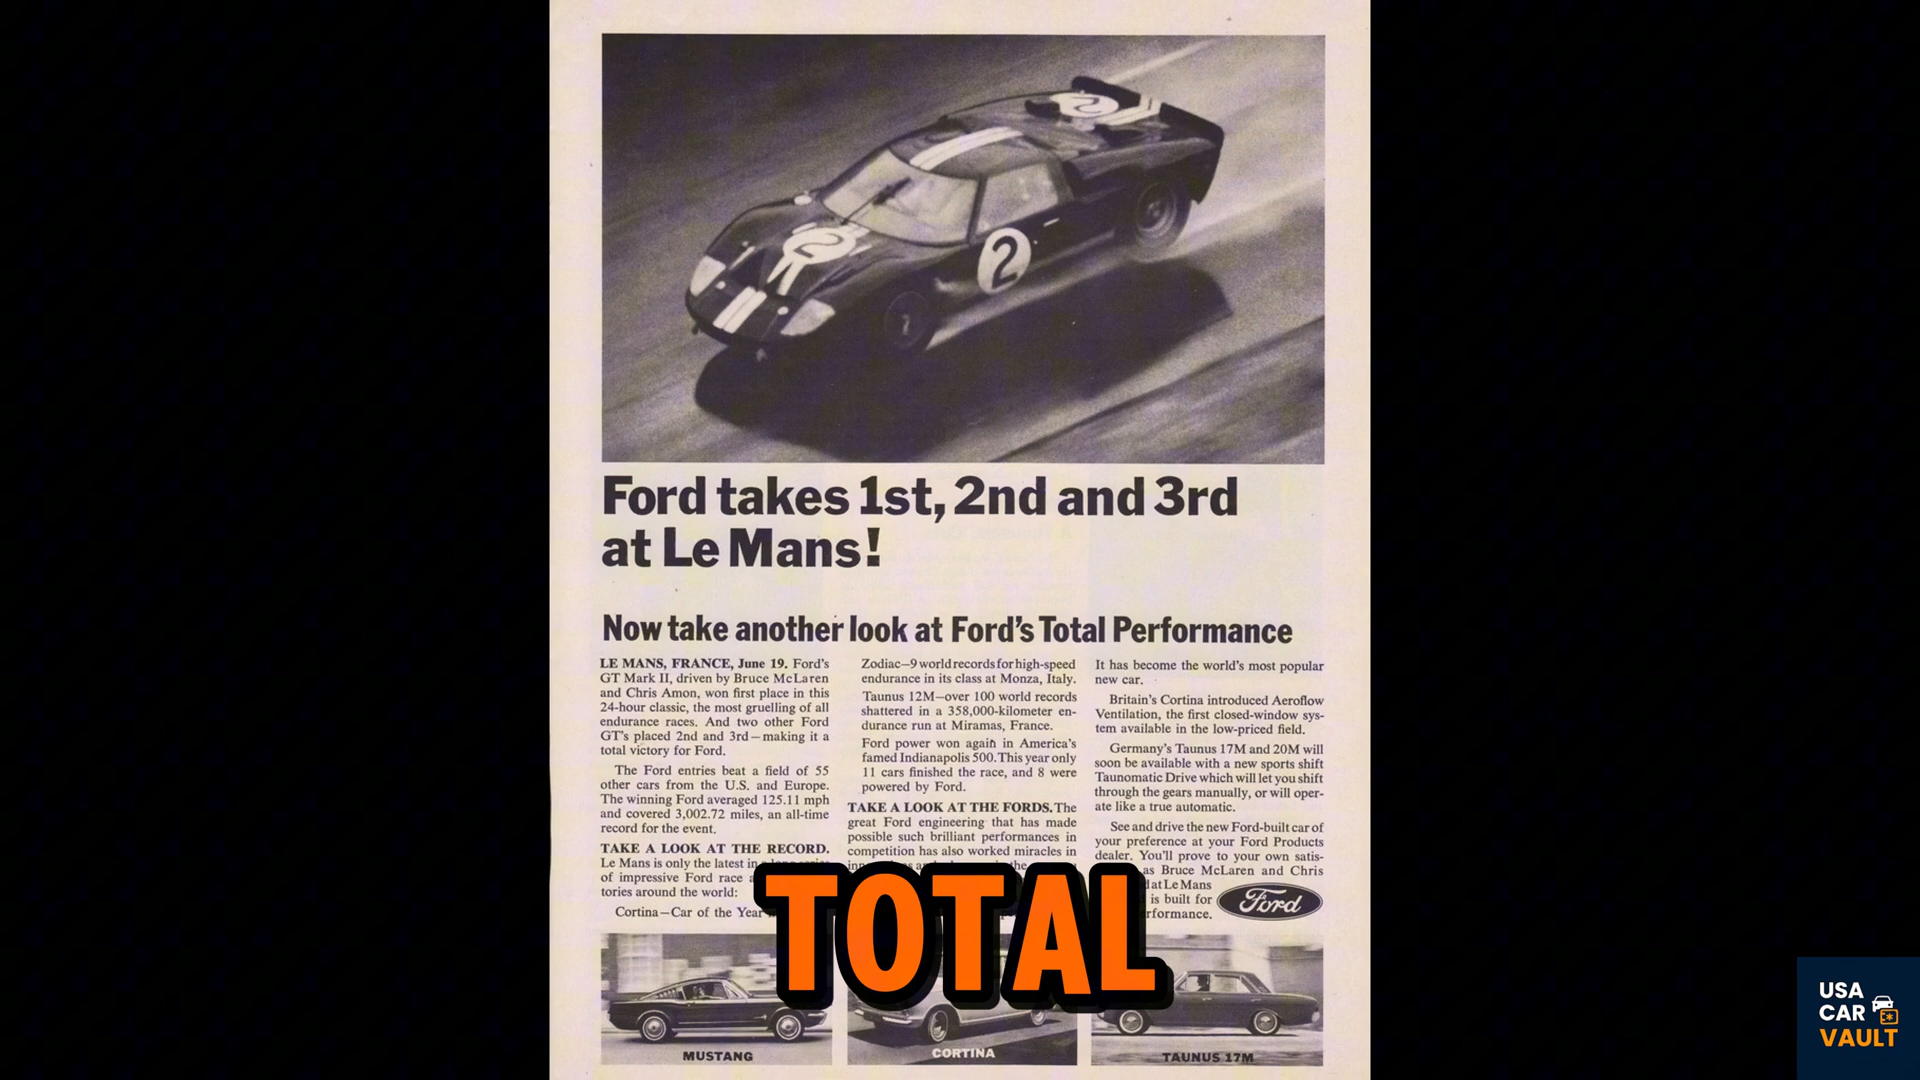 2
2
2
Ford takes 1st, 2nd and 3rd
at Le Mans!
Now take another look at Ford's Total Performance
LE MANS, FRANCE, June 19. Ford's
GT Mark II, driven by Bruce McLaren
and Chris Amon, won first place in this
24-hour classic, the most gruelling of all
endurance races. And two other Ford
GT's placed 2nd and 3rd—making it a
total victory for Ford.
The Ford entries beat a field of 55
other cars from the U.S. and Europe.
The winning Ford averaged 125.11 mph
and covered 3,002.72 miles, an all-time
record for the event.
TAKE A LOOK AT THE RECORD.
Le Mans is only the latest in
of impressive Ford race
tories around the world:
Cortina—Car of the Year
Zodiac—9 world records for high-speed
endurance in its class at Monza, Italy.
Taunus 12M—over 100 world records
shattered in a 358,000-kilometer en-
durance run at Miramas, France.
Ford power won again in America's
famed Indianapolis 500. This year only
11 cars finished the race, and 8 were
powered by Ford.
TAKE A LOOK AT THE FORDS. The
great Ford engineering that has made
possible such brilliant performances in
competition has also worked miracles in
It has become the world's most popular
new car.
Britain's Cortina introduced Aeroflow
Ventilation, the first closed-window sys-
tem available in the low-priced field.
Germany's Taunus 17M and 20M will
soon be available with a new sports shift
Taunomatic Drive which will let you shift
through the gears manually, or will oper-
ate like a true automatic.
See and drive the new Ford-built car of
your preference at your Ford Products
dealer. You'll prove to your own satis-
as Bruce McLaren and Chris
at Le Mans
is built for
rformance.
Ford
TOTAL
MUSTANG
CORTINA
TAUNUS 17M
USA
CAR
VAULT